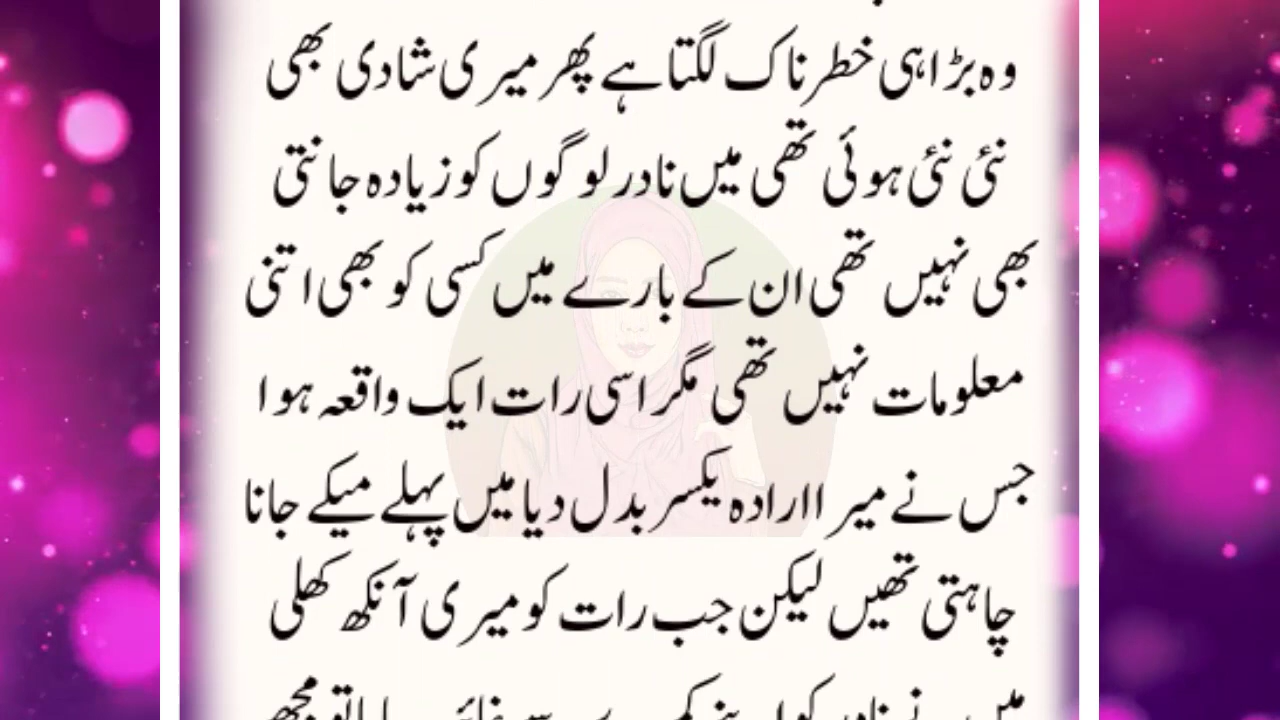 وہ بڑا ہی خطرناک لگتا ہے پھر میری شادی بھی
نئی نئی ہوئی تھی میں نادر لوگوں کو زیادہ جانتی
بھی نہیں تھی ان کے بارے میں کسی کو بھی اتنی
معلومات نہیں تھی مگر اسی رات ایک واقعہ ہوا
جس نے میر اارادہ یکسر بدل دیا میں پہلے میکے جانا
چاہتی تھیں لیکن جب رات کو میری آنکھ کھلی